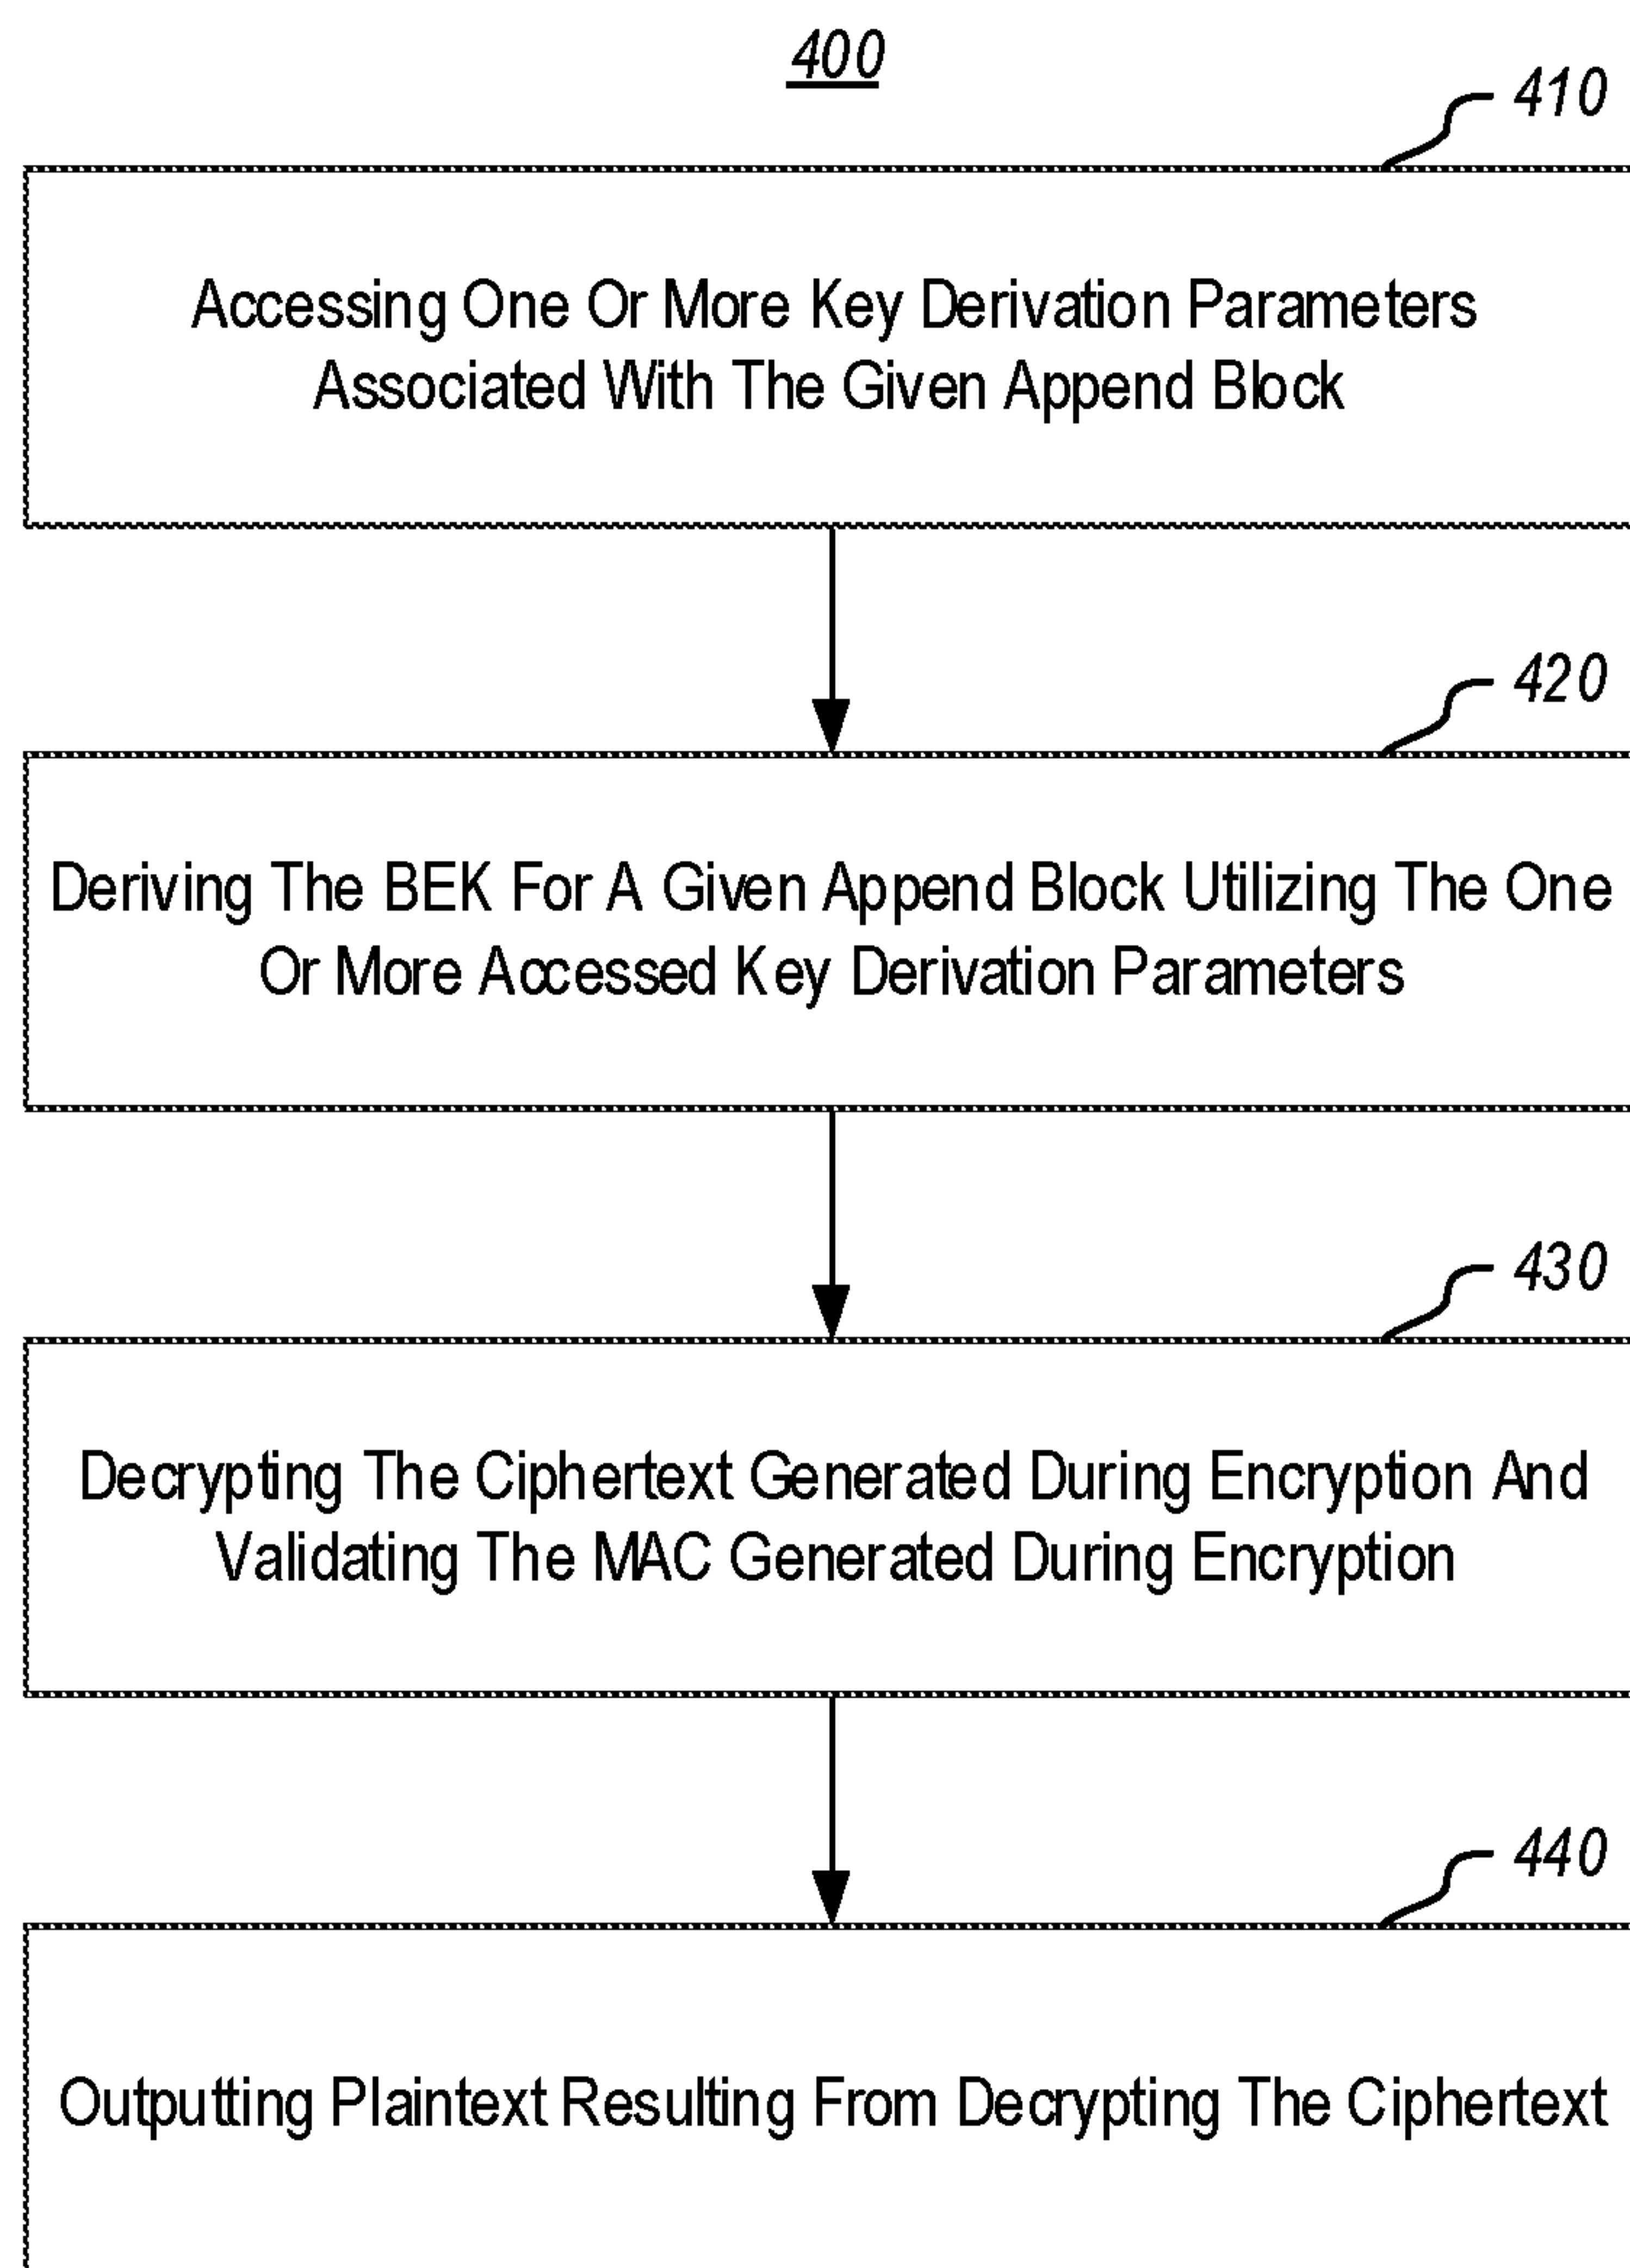 400
410
Accessing One Or More Key Derivation Parameters
Associated With The Given Append Block
420
Deriving The BEK For A Given Append Block Utilizing The One
Or More Accessed Key Derivation Parameters
430
Decrypting The Ciphertext Generated During Encryption And
Validating The MAC Generated During Encryption
440
Outputting Plaintext Resulting From Decrypting The Ciphertext